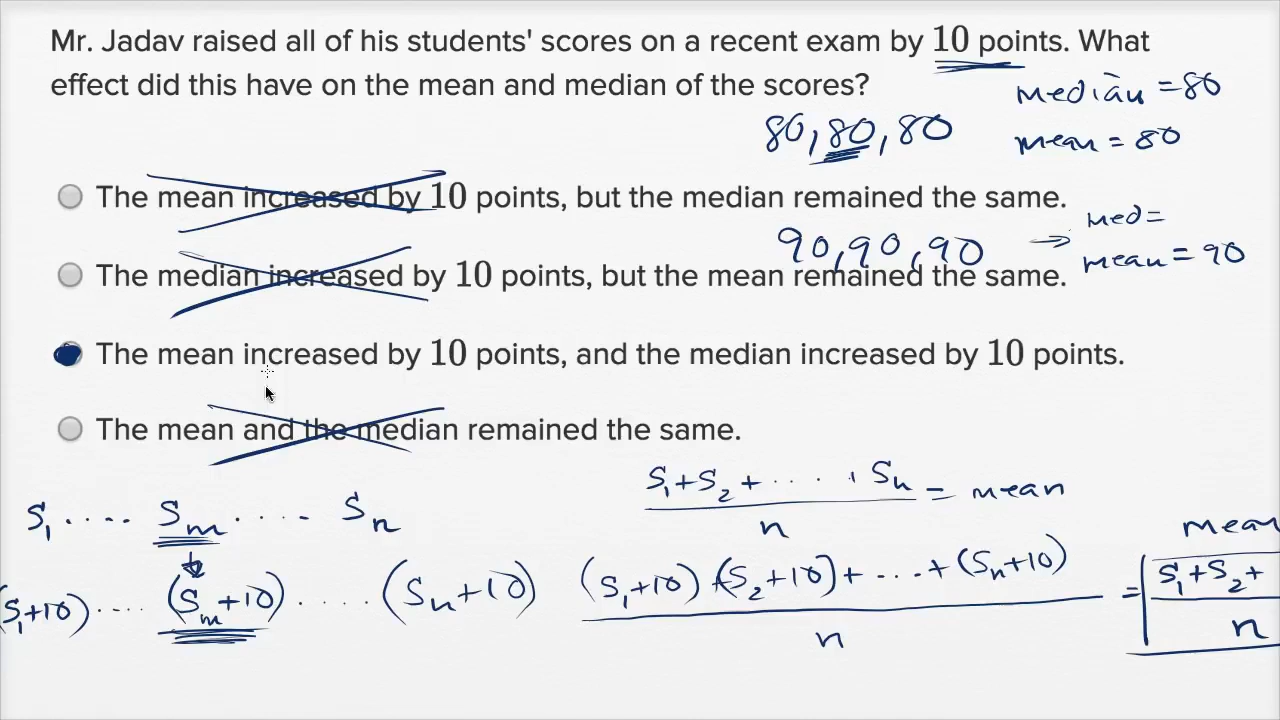 Mr. Jadav raised all of his students' scores on a recent exam by 10 points. What
effect did this have on the mean and median of the scores?
median = 80
80, 80, 80
mean = 80
The mean increased by 10 points, but the median remained the same.
med =
90, 90, 90 → mean = 90
The median increased by 10 points, but the mean remained the same.
The mean increased by 10 points, and the median increased by 10 points.
The mean and the median remained the same.
S₁ + S₂ + · · · · + Sₙ
n
= mean
S₁ · · · · Sₘ · · · · Sₙ
mean
(S₁+10) · · · · (Sₘ+10) · · · · (Sₙ+10)
(S₁+10) + (S₂+10) + · · · + (Sₙ+10)
n
= S₁+S₂+
n